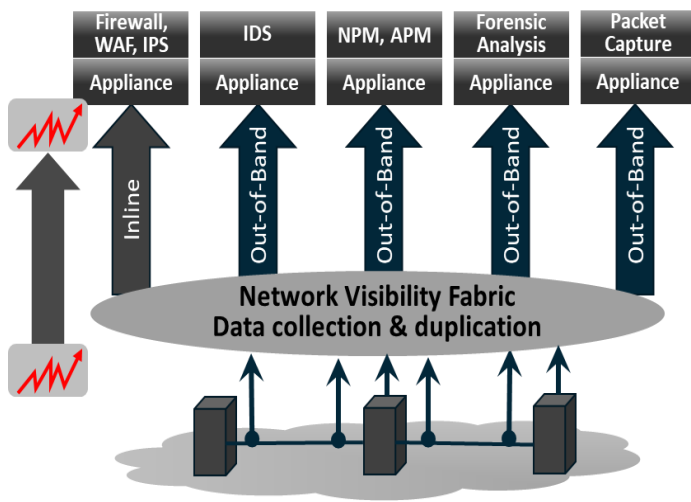 Firewall,
WAF, IPS
IDS
NPM, APM
Forensic
Analysis
Packet
Capture
Appliance
Appliance
Appliance
Appliance
Appliance
Inline
Out-of-Band
Out-of-Band
Out-of-Band
Out-of-Band
Network Visibility Fabric
Data collection & duplication